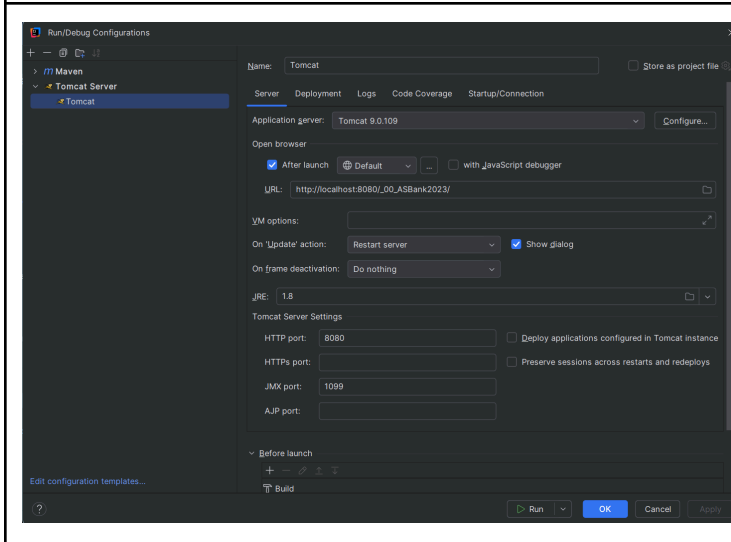 Run/Debug Configurations
Maven
Tomcat Server
Tomcat
Edit configuration templates...
Name: Tomcat
Store as project file
Server Deployment Logs Code Coverage Startup/Connection
Application server: Tomcat 9.0.109 Configure...
Open browser
After launch Default ... with JavaScript debugger
URL: http://localhost:8080/_00_ASBank2023/
VM options:
On 'Update' action: Restart server Show dialog
On frame deactivation: Do nothing
JRE: 1.8
Tomcat Server Settings
HTTP port: 8080 Deploy applications configured in Tomcat instance
HTTPs port: Preserve sessions across restarts and redeploys
JMX port: 1099
AJP port:
Before launch
Build
? Run OK Cancel Apply